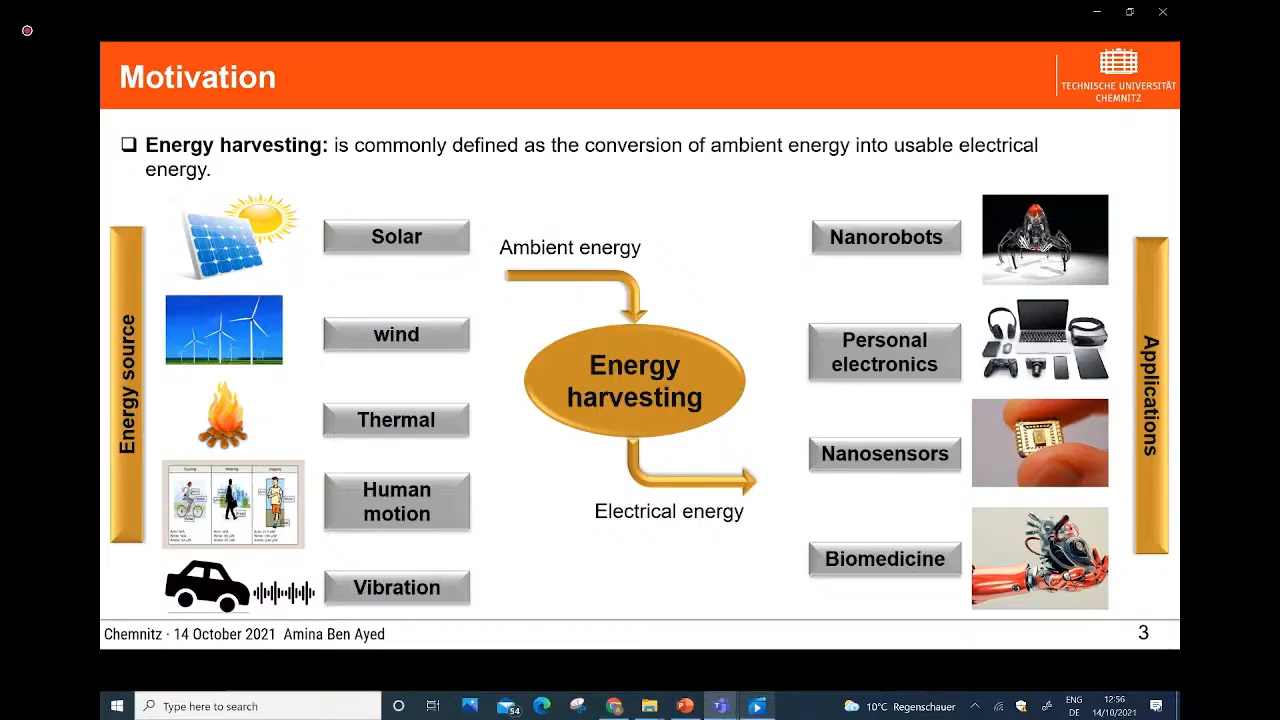 Motivation
TECHNISCHE UNIVERSITÄT
CHEMNITZ
Energy harvesting: is commonly defined as the conversion of ambient energy into usable electrical
energy.
Energy source
Solar
wind
Thermal
Human
motion
Vibration
Ambient energy
Energy
harvesting
Electrical energy
Nanorobots
Personal
electronics
Nanosensors
Biomedicine
Applications
Chemnitz · 14 October 2021 Amina Ben Ayed
3
Type here to search
54
10°C Regenschauer
ENG
DE
12:56
14/10/2021